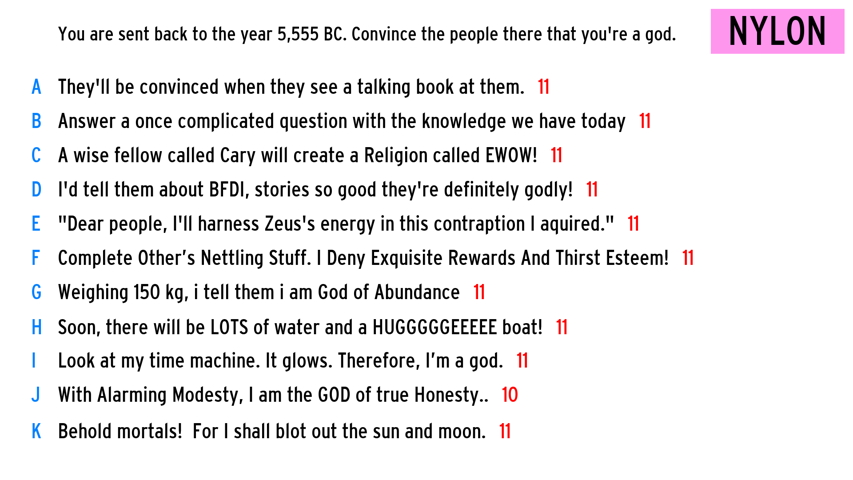 You are sent back to the year 5,555 BC. Convince the people there that you're a god.
NYLON
A They'll be convinced when they see a talking book at them. 11
B Answer a once complicated question with the knowledge we have today 11
C A wise fellow called Cary will create a Religion called EWOW! 11
D I'd tell them about BFDI, stories so good they're definitely godly! 11
E "Dear people, I'll harness Zeus's energy in this contraption I aquired." 11
F Complete Other’s Nettling Stuff. I Deny Exquisite Rewards And Thirst Esteem! 11
G Weighing 150 kg, i tell them i am God of Abundance 11
H Soon, there will be LOTS of water and a HUGGGGGEEEEE boat! 11
I Look at my time machine. It glows. Therefore, I’m a god. 11
J With Alarming Modesty, I am the GOD of true Honesty.. 10
K Behold mortals!  For I shall blot out the sun and moon. 11